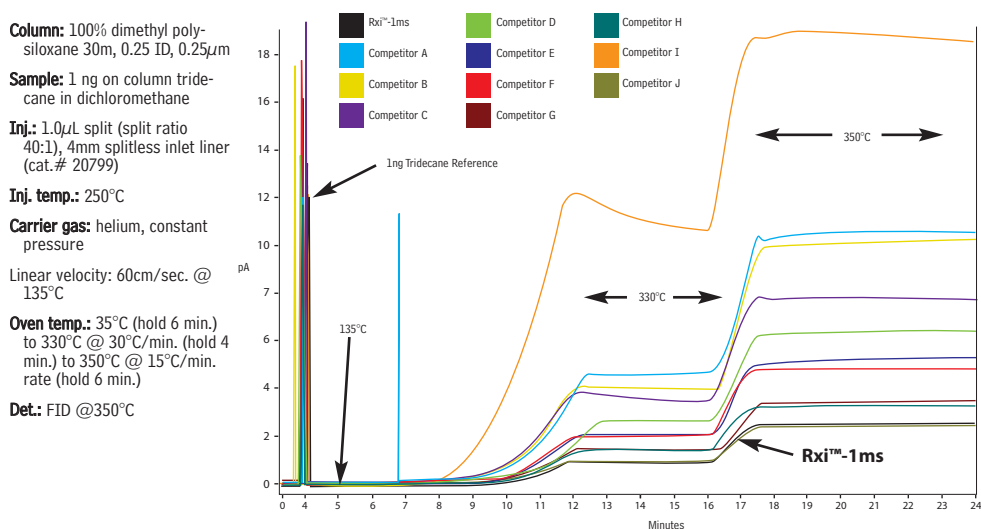 Column: 100% dimethyl poly-
siloxane 30m, 0.25 ID, 0.25µm
Sample: 1 ng on column tride-
cane in dichloromethane
Inj.: 1.0µL split (split ratio
40:1), 4mm splitless inlet liner
(cat.# 20799)
Inj. temp.: 250°C
Carrier gas: helium, constant
pressure
Linear velocity: 60cm/sec. @
135°C
Oven temp.: 35°C (hold 6 min.)
to 330°C @ 30°C/min. (hold 4
min.) to 350°C @ 15°C/min.
rate (hold 6 min.)
Det.: FID @350°C
Rxi™-1ms
Competitor A
Competitor B
Competitor C
Competitor D
Competitor E
Competitor F
Competitor G
Competitor H
Competitor I
Competitor J
350°C
1ng Tridecane Reference
330°C
135°C
Rxi™-1ms
pA
18
16
14
12
10
7
6
4
2
0
0 4 5 6 7 8 9 10 11 12 13 14 15 16 17 18 19 20 21 22 23 24
Minutes